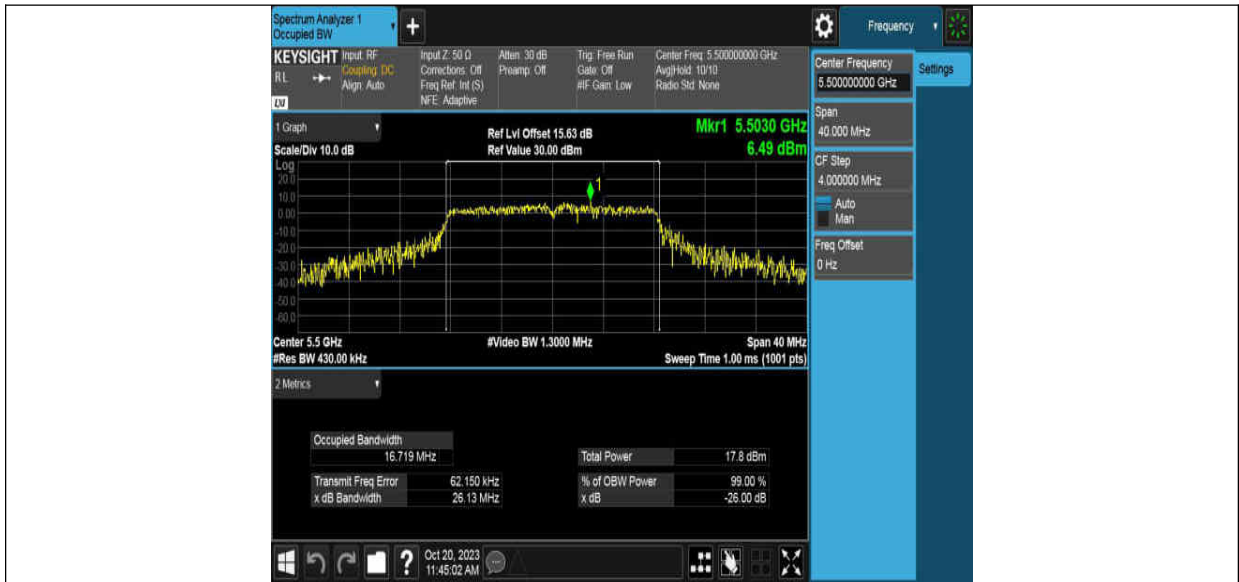 Spectrum Analyzer 1
Occupied BW
+
Frequency
KEYSIGHT
RL
LXI
Input: RF
Coupling: DC
Align: Auto
Input Z: 50 Ω
Corrections: Off
Freq Ref: Int (S)
NFE: Adaptive
Atten: 30 dB
Preamp: Off
Trig: Free Run
Gate: Off
#IF Gain: Low
Center Freq: 5.500000000 GHz
Avg|Hold: 10/10
Radio Std: None
Center Frequency
5.500000000 GHz
Settings
Span
40.000 MHz
CF Step
4.000000 MHz
Auto
Man
Freq Offset
0 Hz
1 Graph
Scale/Div 10.0 dB
Ref Lvl Offset 15.63 dB
Ref Value 30.00 dBm
Mkr1 5.5030 GHz
6.49 dBm
Log
20.0
10.0
0.00
-10.0
-20.0
-30.0
-40.0
-50.0
-60.0
1
Center 5.5 GHz
#Video BW 1.3000 MHz
Span 40 MHz
#Res BW 430.00 kHz
Sweep Time 1.00 ms (1001 pts)
2 Metrics
Occupied Bandwidth
16.719 MHz
Total Power 17.8 dBm
Transmit Freq Error 62.150 kHz
% of OBW Power 99.00 %
x dB Bandwidth 26.13 MHz
x dB -26.00 dB
?
Oct 20, 2023
11:45:02 AM